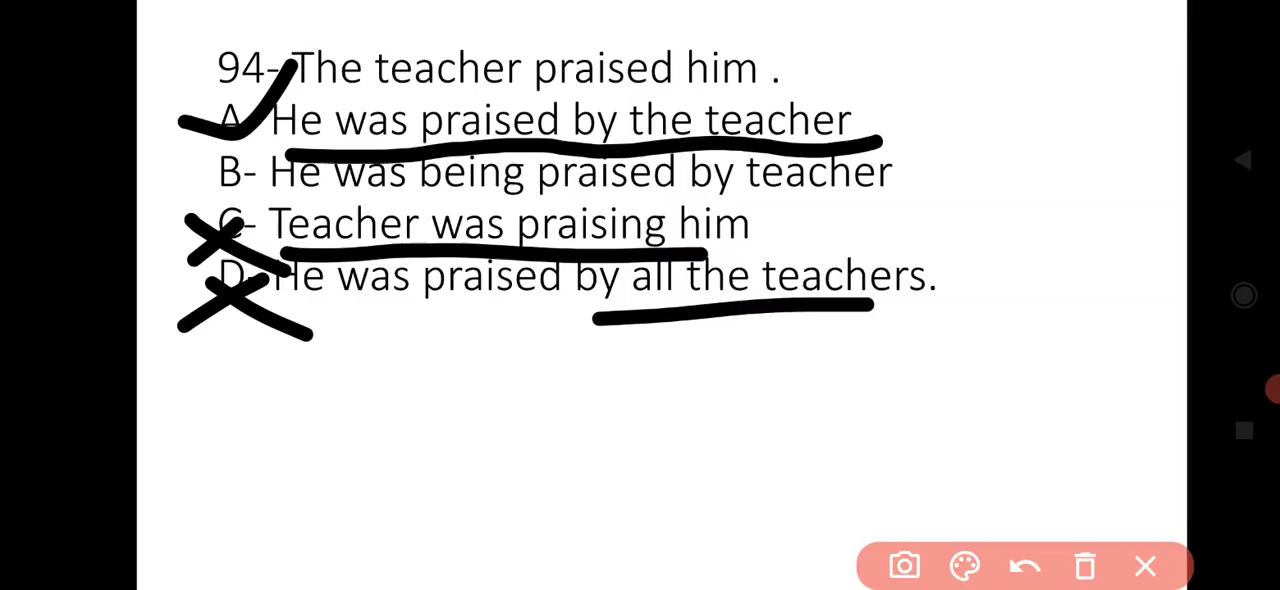 94- The teacher praised him .
A- He was praised by the teacher
B- He was being praised by teacher
C- Teacher was praising him
D- He was praised by all the teachers.